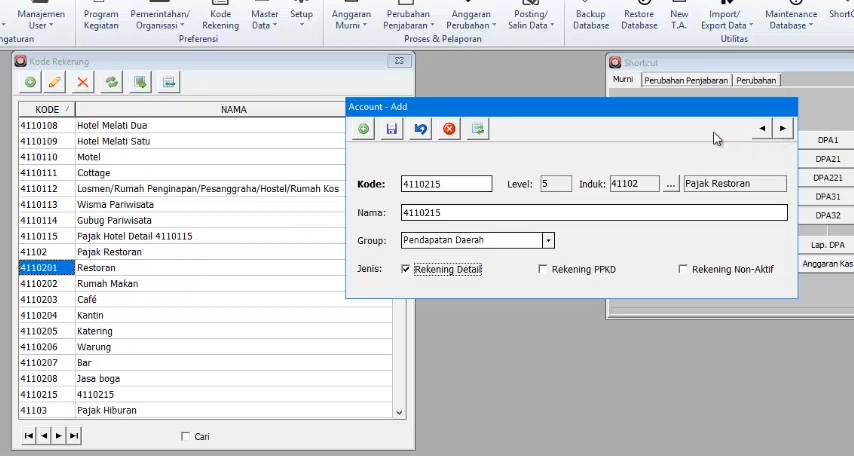 Manajemen User
Program Kegiatan
Pemerintahan/ Organisasi
Kode Rekening
Master Data
Setup
Anggaran Murni
Perubahan Penjabaran
Anggaran Perubahan
Posting/ Salin Data
Backup Database
Restore Database
New T.A.
Import/ Export Data
Maintenance Database
ShortC
ngaturan
Preferensi
Proses & Pelaporan
Utilitas
Kode Rekening
KODE NAMA
4110108 Hotel Melati Dua
4110109 Hotel Melati Satu
4110110 Motel
4110111 Cottage
4110112 Losmen/Rumah Penginapan/Pesanggraha/Hostel/Rumah Kos
4110113 Wisma Pariwisata
4110114 Gubug Pariwisata
4110115 Pajak Hotel Detail 4110115
41102 Pajak Restoran
4110201 Restoran
4110202 Rumah Makan
4110203 Café
4110204 Kantin
4110205 Katering
4110206 Warung
4110207 Bar
4110208 Jasa boga
4110215 4110215
41103 Pajak Hiburan
Cari
Account - Add
Kode: 4110215 Level: 5 Induk: 41102 ... Pajak Restoran
Nama: 4110215
Group: Pendapatan Daerah
Jenis: Rekening Detail Rekening PPKD Rekening Non-Aktif
Shortcut
Murni Perubahan Penjabaran Perubahan
DPA1
DPA21
DPA221
DPA31
DPA32
Lap. DPA
Anggaran Kas